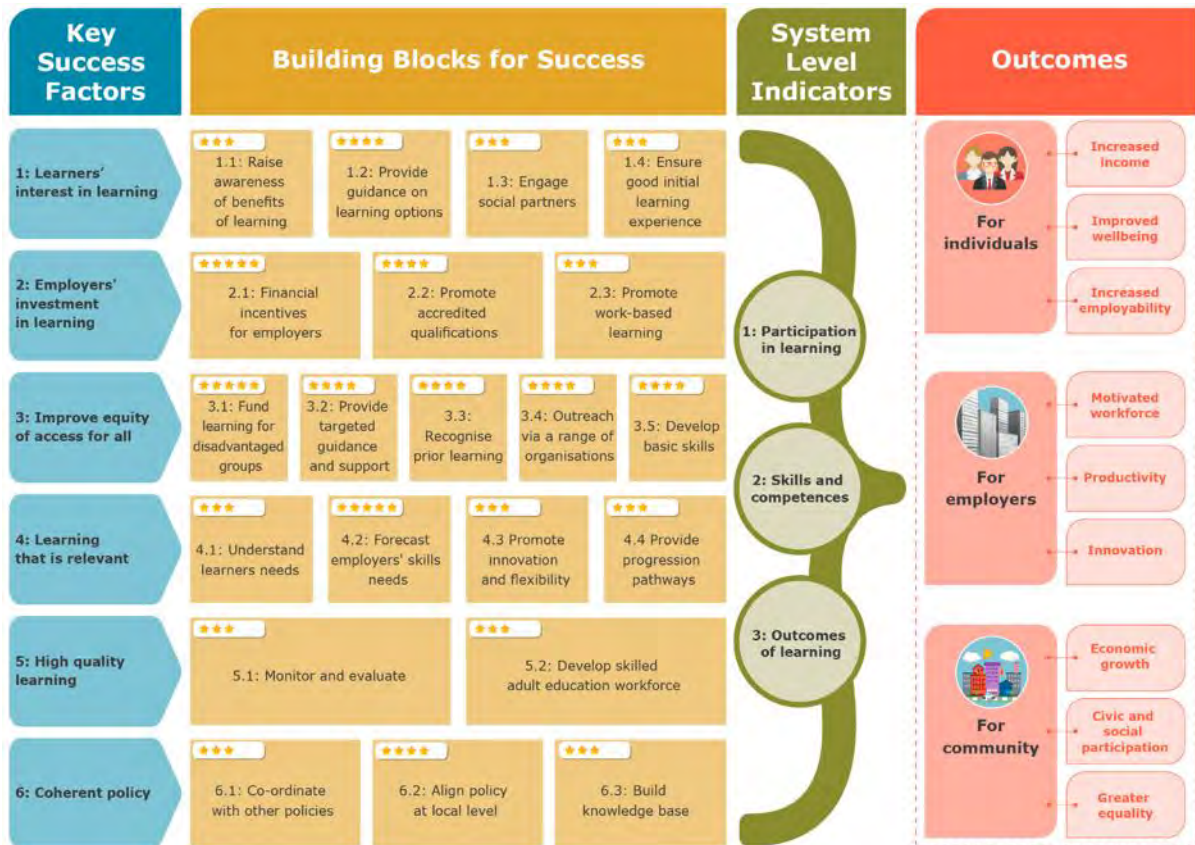 Key
Success
Factors
Building Blocks for Success
System
Level
Indicators
Outcomes
1: Learners'
interest in learning
1.1: Raise
awareness
of benefits
of learning
1.2: Provide
guidance on
learning options
1.3: Engage
social partners
1.4: Ensure
good initial
learning
experience
2: Employers'
investment
in learning
2.1: Financial
incentives
for employers
2.2: Promote
accredited
qualifications
2.3: Promote
work-based
learning
3: Improve equity
of access for all
3.1: Fund
learning for
disadvantaged
groups
3.2: Provide
targeted
guidance
and support
3.3:
Recognise
prior learning
3.4: Outreach
via a range of
organisations
3.5: Develop
basic skills
4: Learning
that is relevant
4.1: Understand
learners needs
4.2: Forecast
employers' skills
needs
4.3 Promote
innovation
and flexibility
4.4 Provide
progression
pathways
5: High quality
learning
5.1: Monitor and evaluate
5.2: Develop skilled
adult education workforce
6: Coherent policy
6.1: Co-ordinate
with other policies
6.2: Align policy
at local level
6.3: Build
knowledge base
1: Participation
in learning
2: Skills and
competences
3: Outcomes
of learning
For
individuals
Increased
income
Improved
wellbeing
Increased
employability
For
employers
Motivated
workforce
Productivity
Innovation
For
community
Economic
growth
Civic and
social
participation
Greater
equality